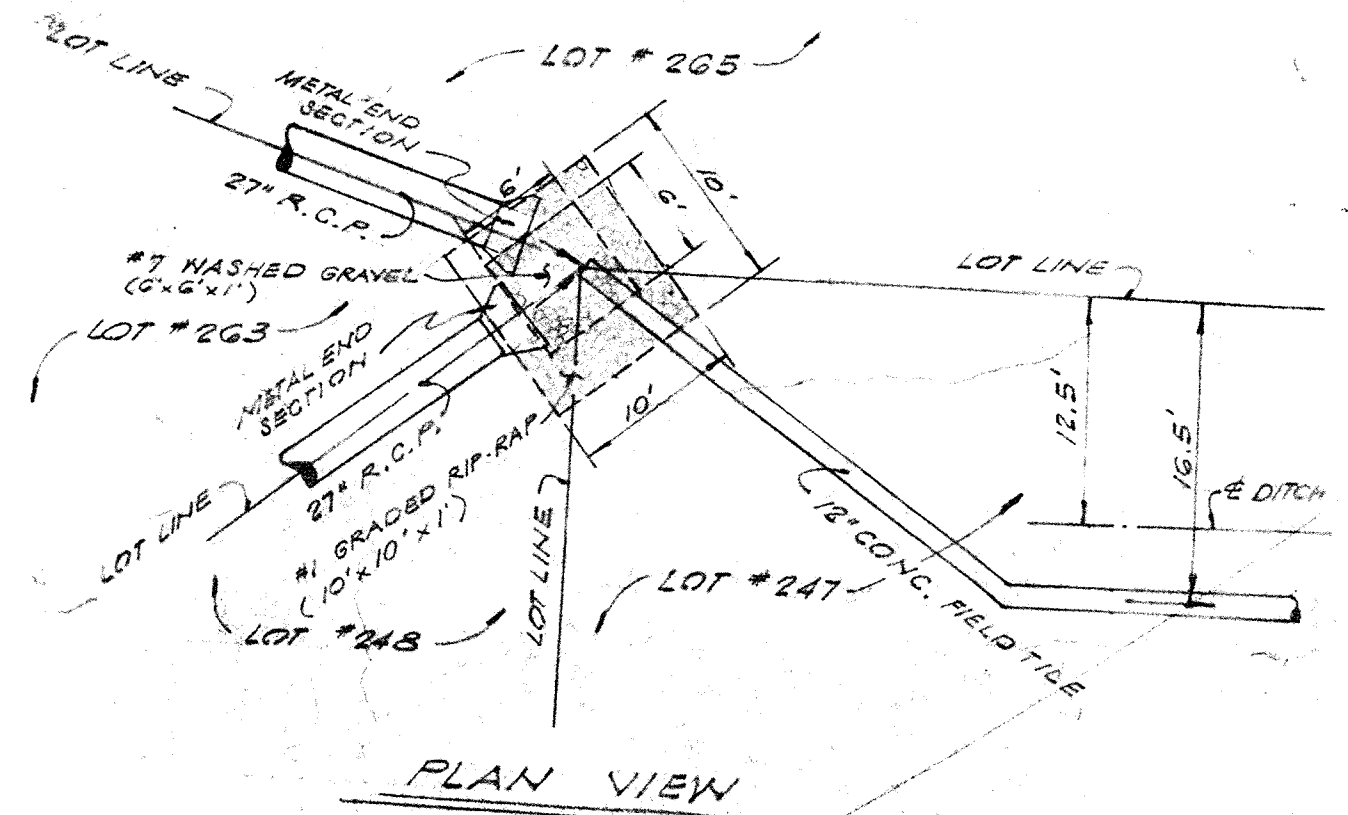 LOT LINE
LOT # 265
METAL END
SECTION
6'
10'
6'
27" R.C.P.
#7 WASHED GRAVEL
(6'x6'x1')
LOT LINE
LOT #263
METAL END
SECTION
10'
12.5'
16.5'
27" R.C.P.
#1 GRADED RIP-RAP
(10'x10'x1')
LOT LINE
LOT LINE
℄ DITCH
12" CONC. FIELD TILE
LOT #247
LOT #248
PLAN VIEW